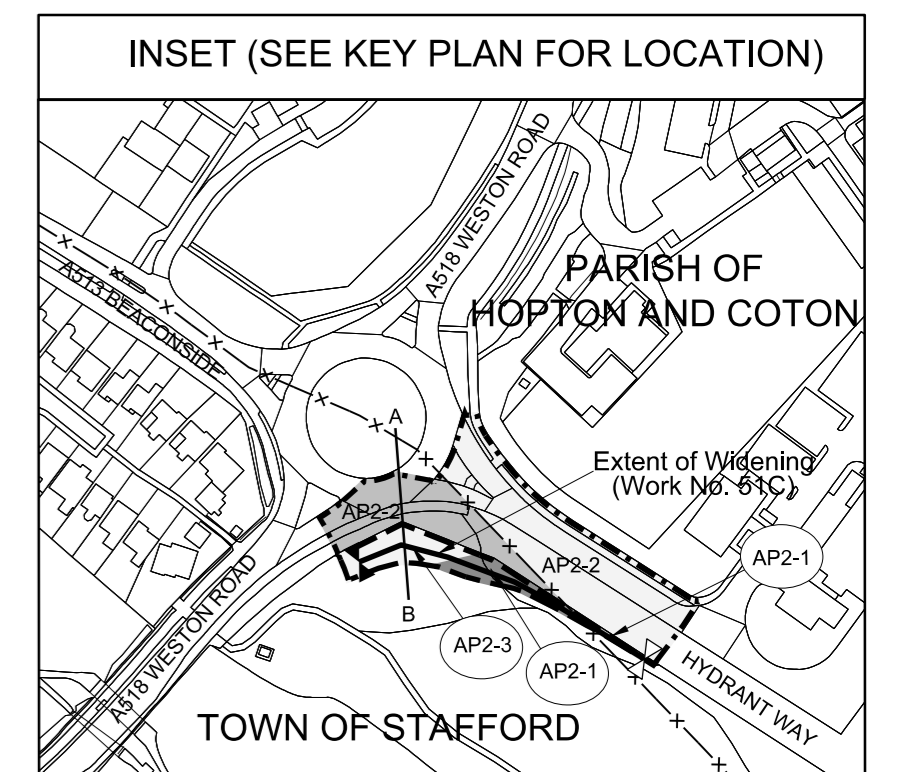 INSET (SEE KEY PLAN FOR LOCATION)
A518 WESTON ROAD
A513 BEACONSIDE
PARISH OF
HOPTON AND COTON
A
Extent of Widening
(Work No. 51C)
AP2-2
AP2-1
AP2-2
B
AP2-3
AP2-1
A518 WESTON ROAD
HYDRANT WAY
TOWN OF STAFFORD